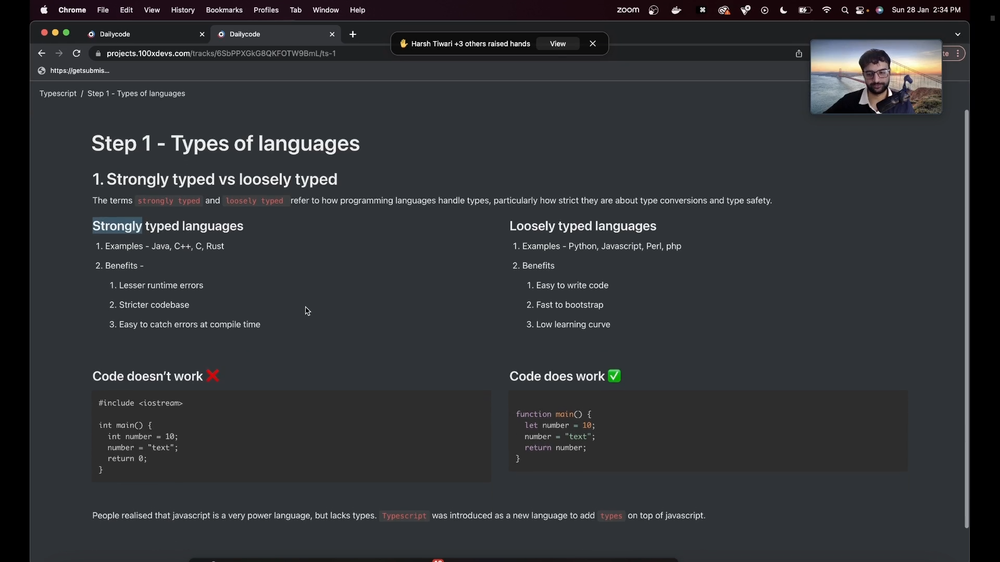 Chrome File Edit View History Bookmarks Profiles Tab Window Help
zoom
Sun 28 Jan 2:34 PM
Dailycode
Dailycode
Harsh Tiwari +3 others raised hands View
projects.100xdevs.com/tracks/6SbPPXGkG8QKFOTW9BmL/ts-1
te
https://getsubmis...
Typescript / Step 1 - Types of languages
Step 1 - Types of languages
1. Strongly typed vs loosely typed
The terms strongly typed and loosely typed refer to how programming languages handle types, particularly how strict they are about type conversions and type safety.
Strongly typed languages
1. Examples - Java, C++, C, Rust
2. Benefits -
1. Lesser runtime errors
2. Stricter codebase
3. Easy to catch errors at compile time
Loosely typed languages
1. Examples - Python, Javascript, Perl, php
2. Benefits
1. Easy to write code
2. Fast to bootstrap
3. Low learning curve
Code doesn't work ❌
#include <iostream>
int main() {
int number = 10;
number = "text";
return 0;
}
Code does work ✅
function main() {
let number = 10;
number = "text";
return number;
}
People realised that javascript is a very power language, but lacks types. Typescript was introduced as a new language to add types on top of javascript.